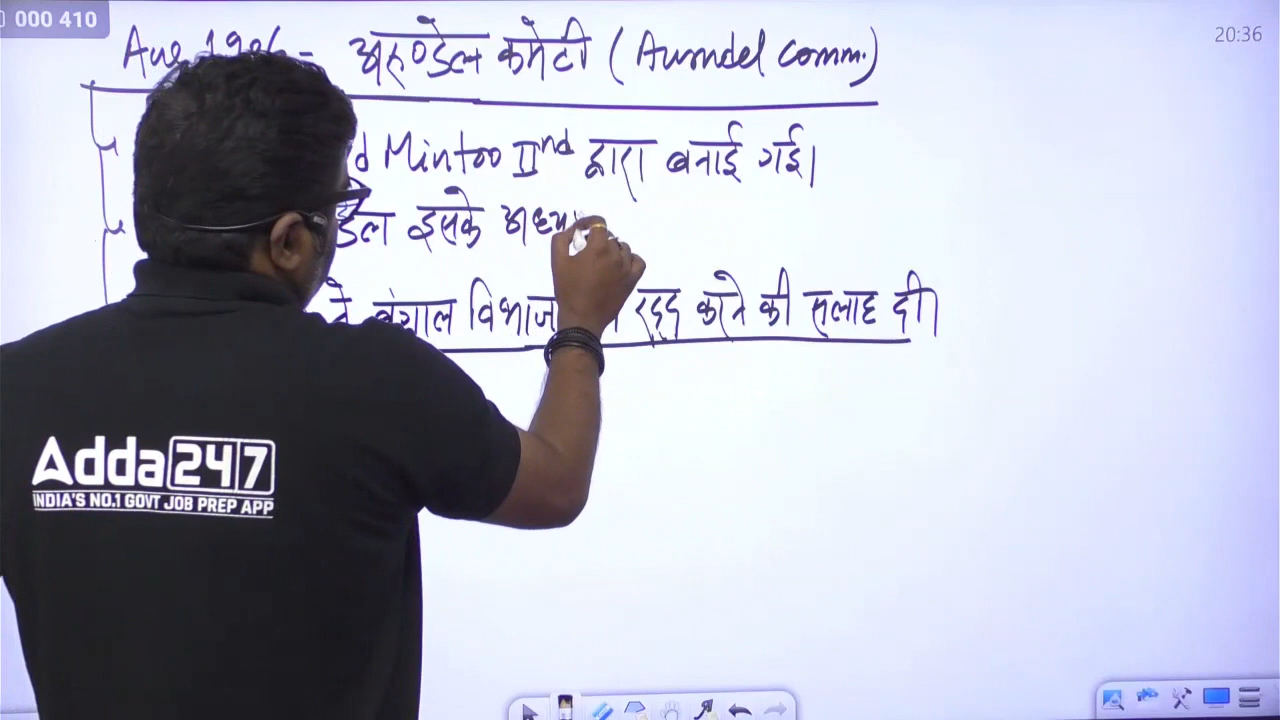 000 410
20:36
Aug 1906 - अरुण्डेल कमेटी (Arundel Comm.)
Mintoo IInd द्वारा बनाई गई।
डेल इसके अध्य
ने बंगाल विभाजन रद्द करने की सलाह दी।
Adda247
INDIA'S NO.1 GOVT JOB PREP APP